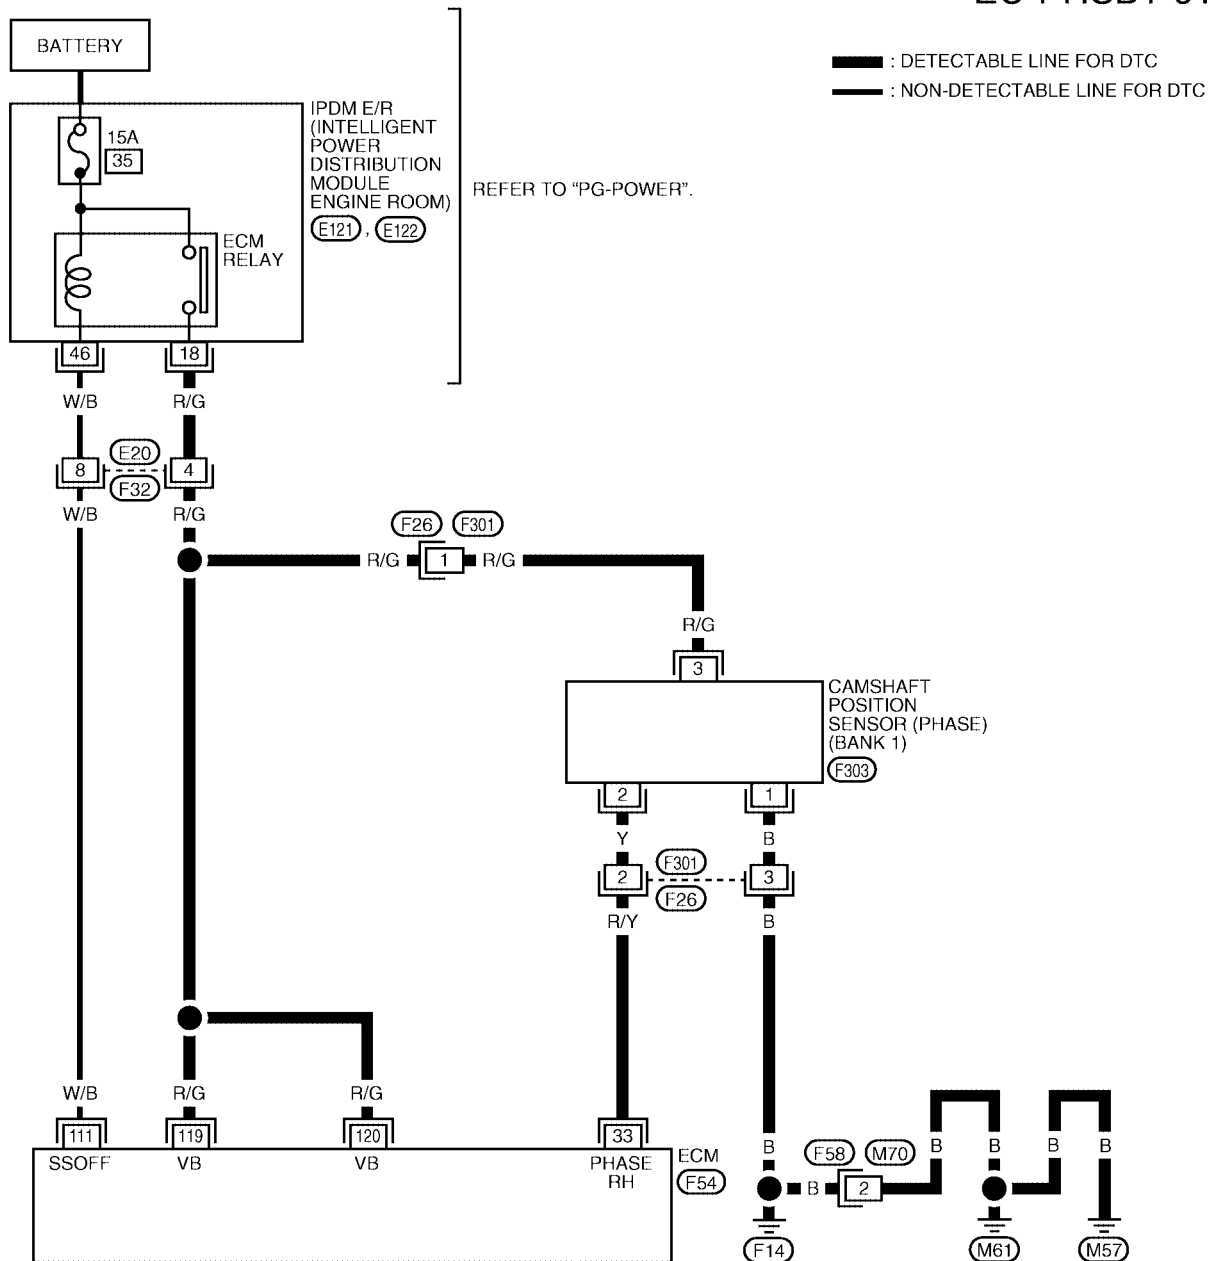 BATTERY
: DETECTABLE LINE FOR DTC
: NON-DETECTABLE LINE FOR DTC
15A
35
IPDM E/R
(INTELLIGENT
POWER
DISTRIBUTION
MODULE
ENGINE ROOM)
E121 , E122
REFER TO "PG-POWER".
ECM
RELAY
46 18
W/B R/G
E20
8 4
F32
W/B R/G
F26 F301
R/G 1 R/G
R/G
3
CAMSHAFT
POSITION
SENSOR (PHASE)
(BANK 1)
F303
2 1
Y B
F301
2 3
F26
R/Y B
W/B R/G R/G
111 119 120 33
SSOFF VB VB PHASE
RH
ECM
F54
B F58 M70 B B B B
B 2
F14 M61 M57